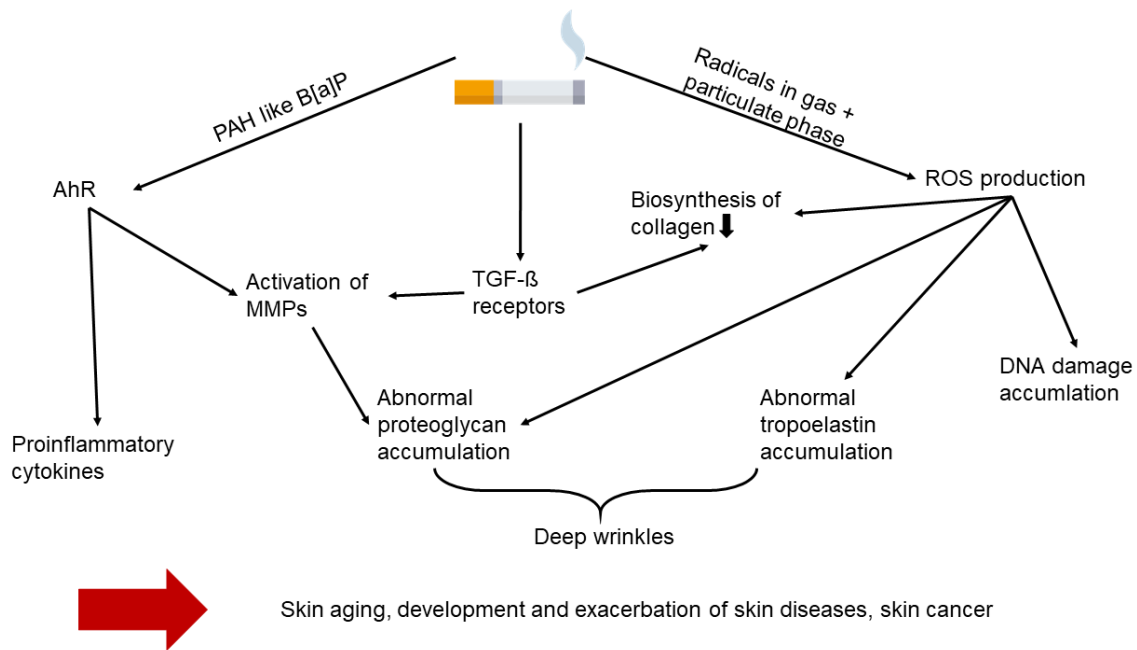 PAH like B[a]P
Radicals in gas +
particulate phase
AhR
ROS production
Biosynthesis of
collagen
Activation of
MMPs
TGF-ß
receptors
DNA damage
accumlation
Abnormal
proteoglycan
accumulation
Abnormal
tropoelastin
accumulation
Proinflammatory
cytokines
Deep wrinkles
Skin aging, development and exacerbation of skin diseases, skin cancer